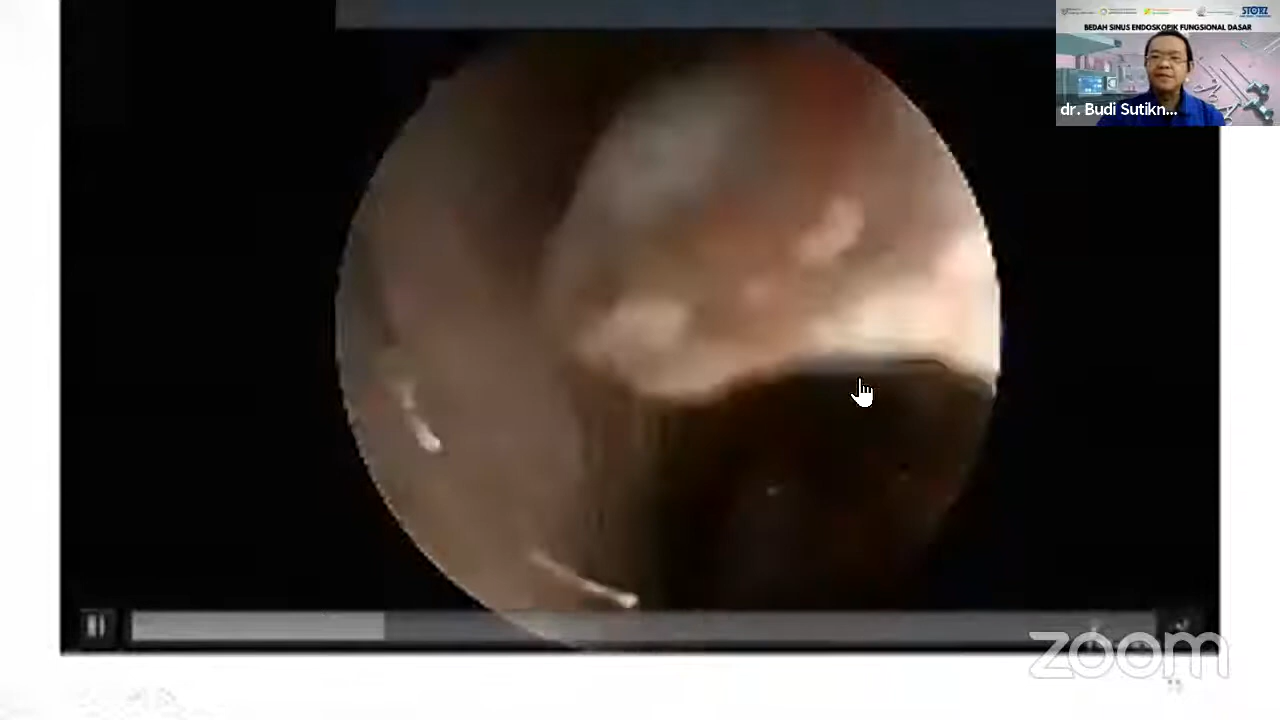 STORZ
BEDAH SINUS ENDOSKOPIK FUNGSIONAL DASAR
dr. Budi Sutikn...
zoom